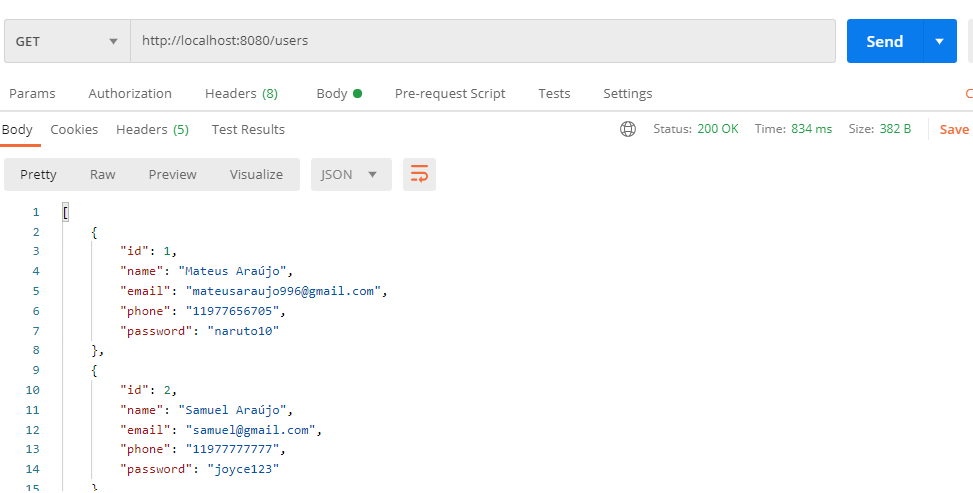 GET http://localhost:8080/users Send
Params Authorization Headers (8) Body Pre-request Script Tests Settings C
Body Cookies Headers (5) Test Results Status: 200 OK Time: 834 ms Size: 382 B Save
Pretty Raw Preview Visualize JSON
1 [
2 {
3 "id": 1,
4 "name": "Mateus Araújo",
5 "email": "mateusaraujo996@gmail.com",
6 "phone": "11977656705",
7 "password": "naruto10"
8 },
9 {
10 "id": 2,
11 "name": "Samuel Araújo",
12 "email": "samuel@gmail.com",
13 "phone": "11977777777",
14 "password": "joyce123"
15 }